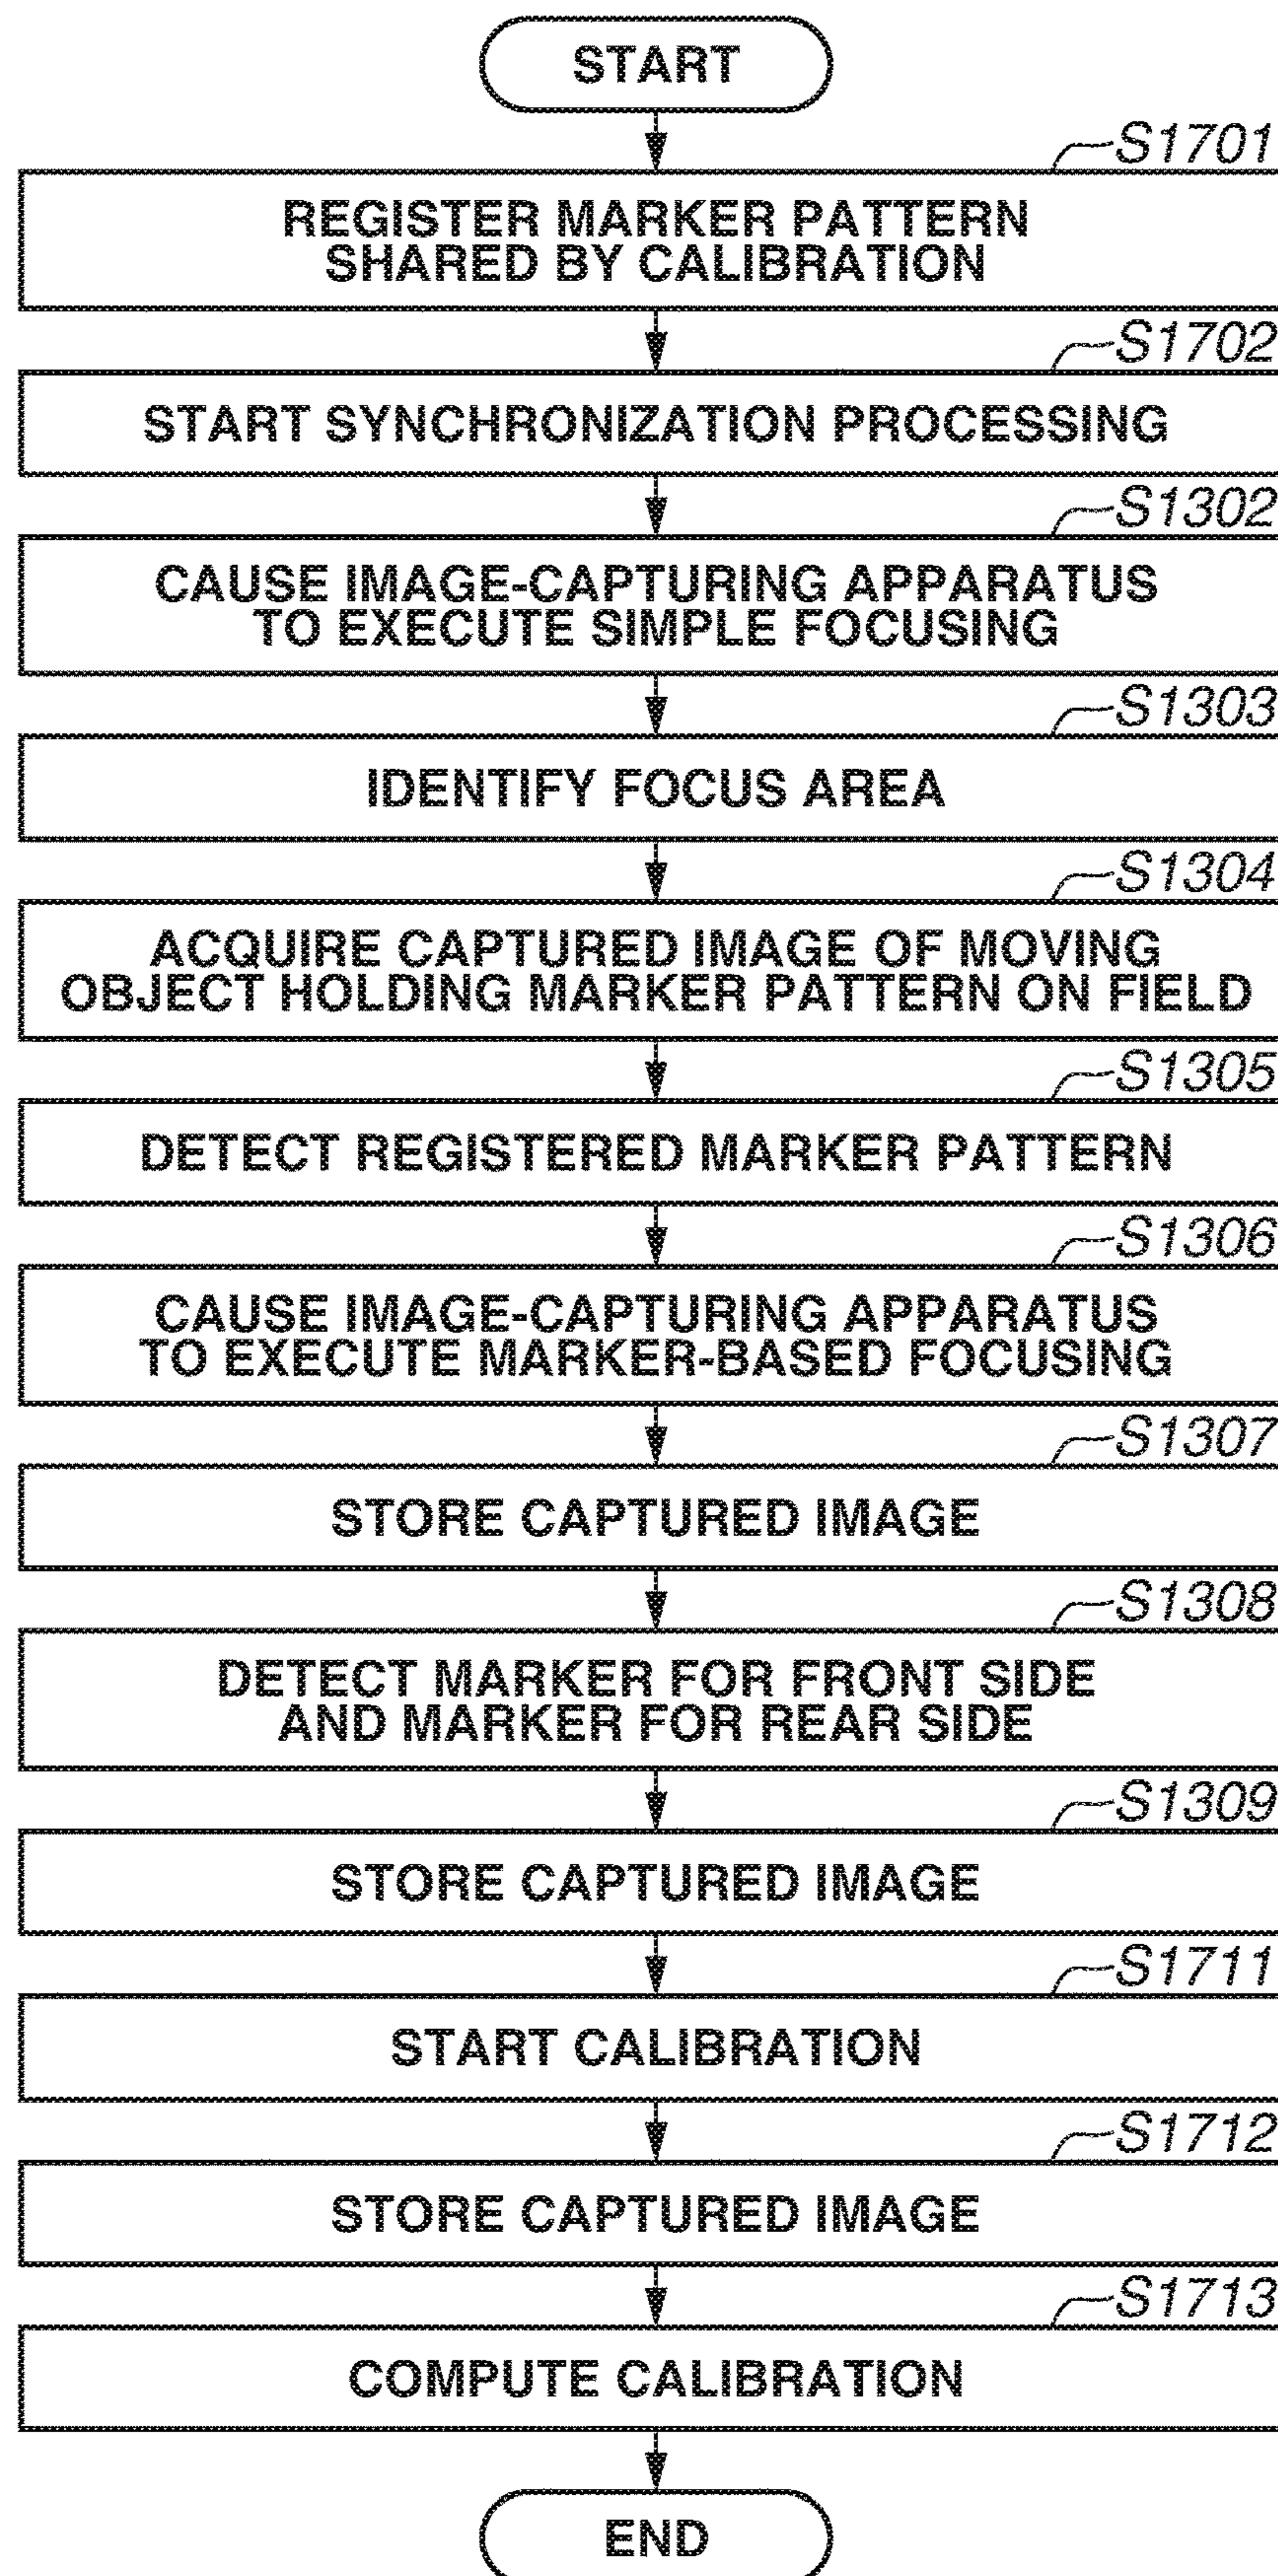 START
S1701
REGISTER MARKER PATTERN
SHARED BY CALIBRATION
S1702
START SYNCHRONIZATION PROCESSING
S1302
CAUSE IMAGE-CAPTURING APPARATUS
TO EXECUTE SIMPLE FOCUSING
S1303
IDENTIFY FOCUS AREA
S1304
ACQUIRE CAPTURED IMAGE OF MOVING
OBJECT HOLDING MARKER PATTERN ON FIELD
S1305
DETECT REGISTERED MARKER PATTERN
S1306
CAUSE IMAGE-CAPTURING APPARATUS
TO EXECUTE MARKER-BASED FOCUSING
S1307
STORE CAPTURED IMAGE
S1308
DETECT MARKER FOR FRONT SIDE
AND MARKER FOR REAR SIDE
S1309
STORE CAPTURED IMAGE
S1711
START CALIBRATION
S1712
STORE CAPTURED IMAGE
S1713
COMPUTE CALIBRATION
END